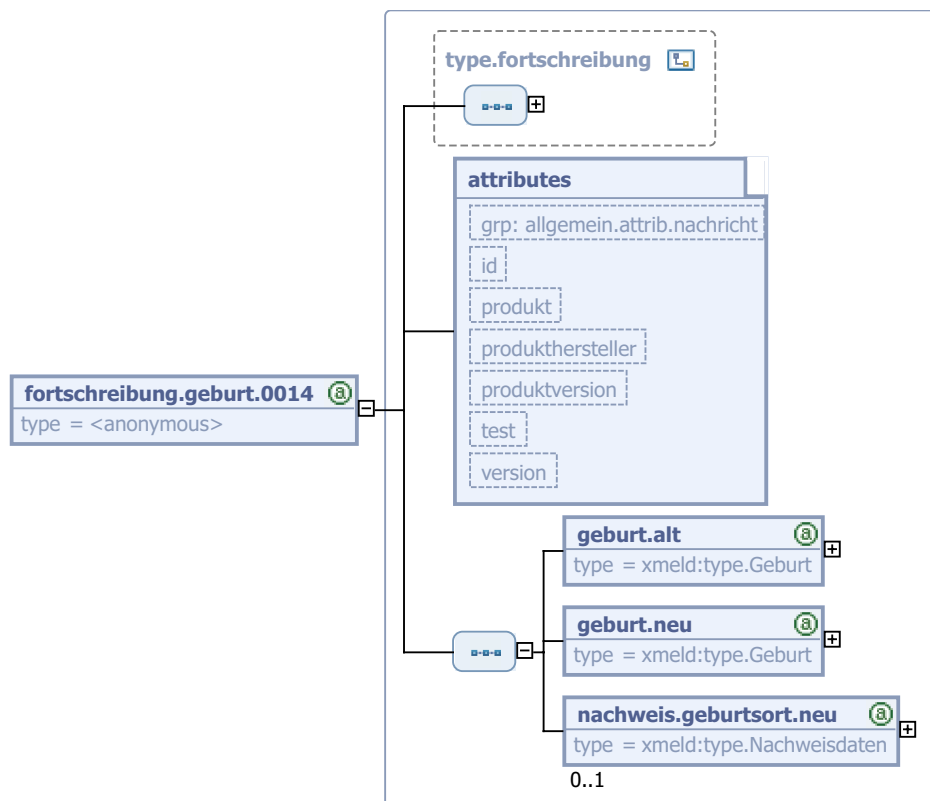 type.fortschreibung
attributes
grp: allgemein.attrib.nachricht
id
produkt
produkthersteller
produktversion
test
version
fortschreibung.geburt.0014
type = <anonymous>
geburt.alt
type = xmeld:type.Geburt
geburt.neu
type = xmeld:type.Geburt
nachweis.geburtsort.neu
type = xmeld:type.Nachweisdaten
0..1